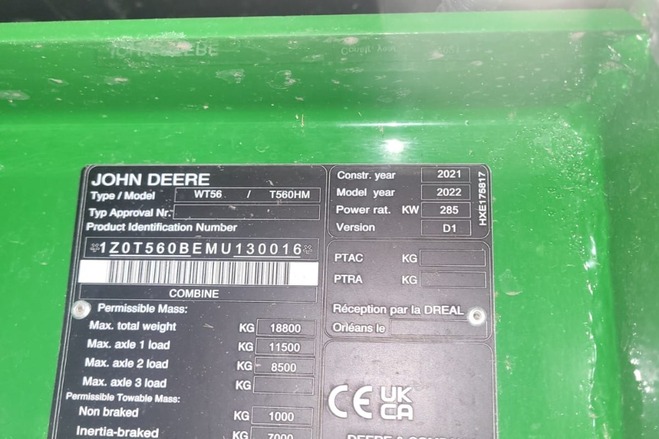 JOHN DEERE
Type / Model WT56 / T560HM
Typ Approval Nr.
Product Identification Number
*1Z0T560BEMU130016*
COMBINE
Permissible Mass:
Max. total weight KG 18800
Max. axle 1 load KG 11500
Max. axle 2 load KG 8500
Max. axle 3 load KG
Permissible Towable Mass:
Non braked KG 1000
Inertia-braked KG 7000
Constr. year 2021
Model year 2022
Power rat. KW 285
Version D1
HXE175817
PTAC KG
PTRA KG
Réception par la DREAL
Orléans le
CE UK CA